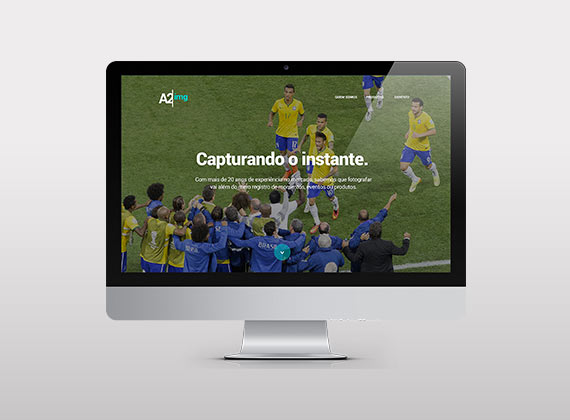 A2img
QUEM SOMOS
PRODUTOS
CONTATO
Capturando o instante.
Com mais de 20 anos de experiência no mercado, sabemos que fotografar
vai além do mero registro de momentos, eventos ou produtos.
BRASIL